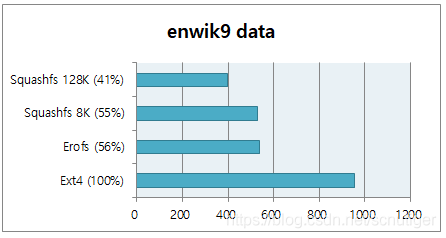 enwik9 data
Squashfs 128K (41%)
Squashfs 8K (55%)
Erofs (56%)
Ext4 (100%)
0 200 400 600 800 1000 1200